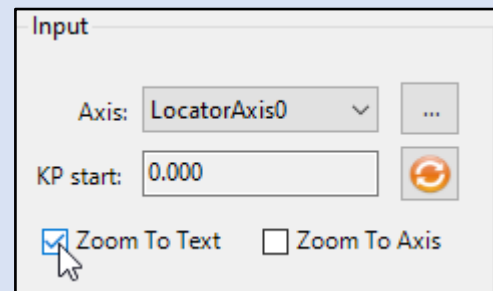 Input
Axis: LocatorAxis0 ...
KP start: 0.000
Zoom To Text Zoom To Axis